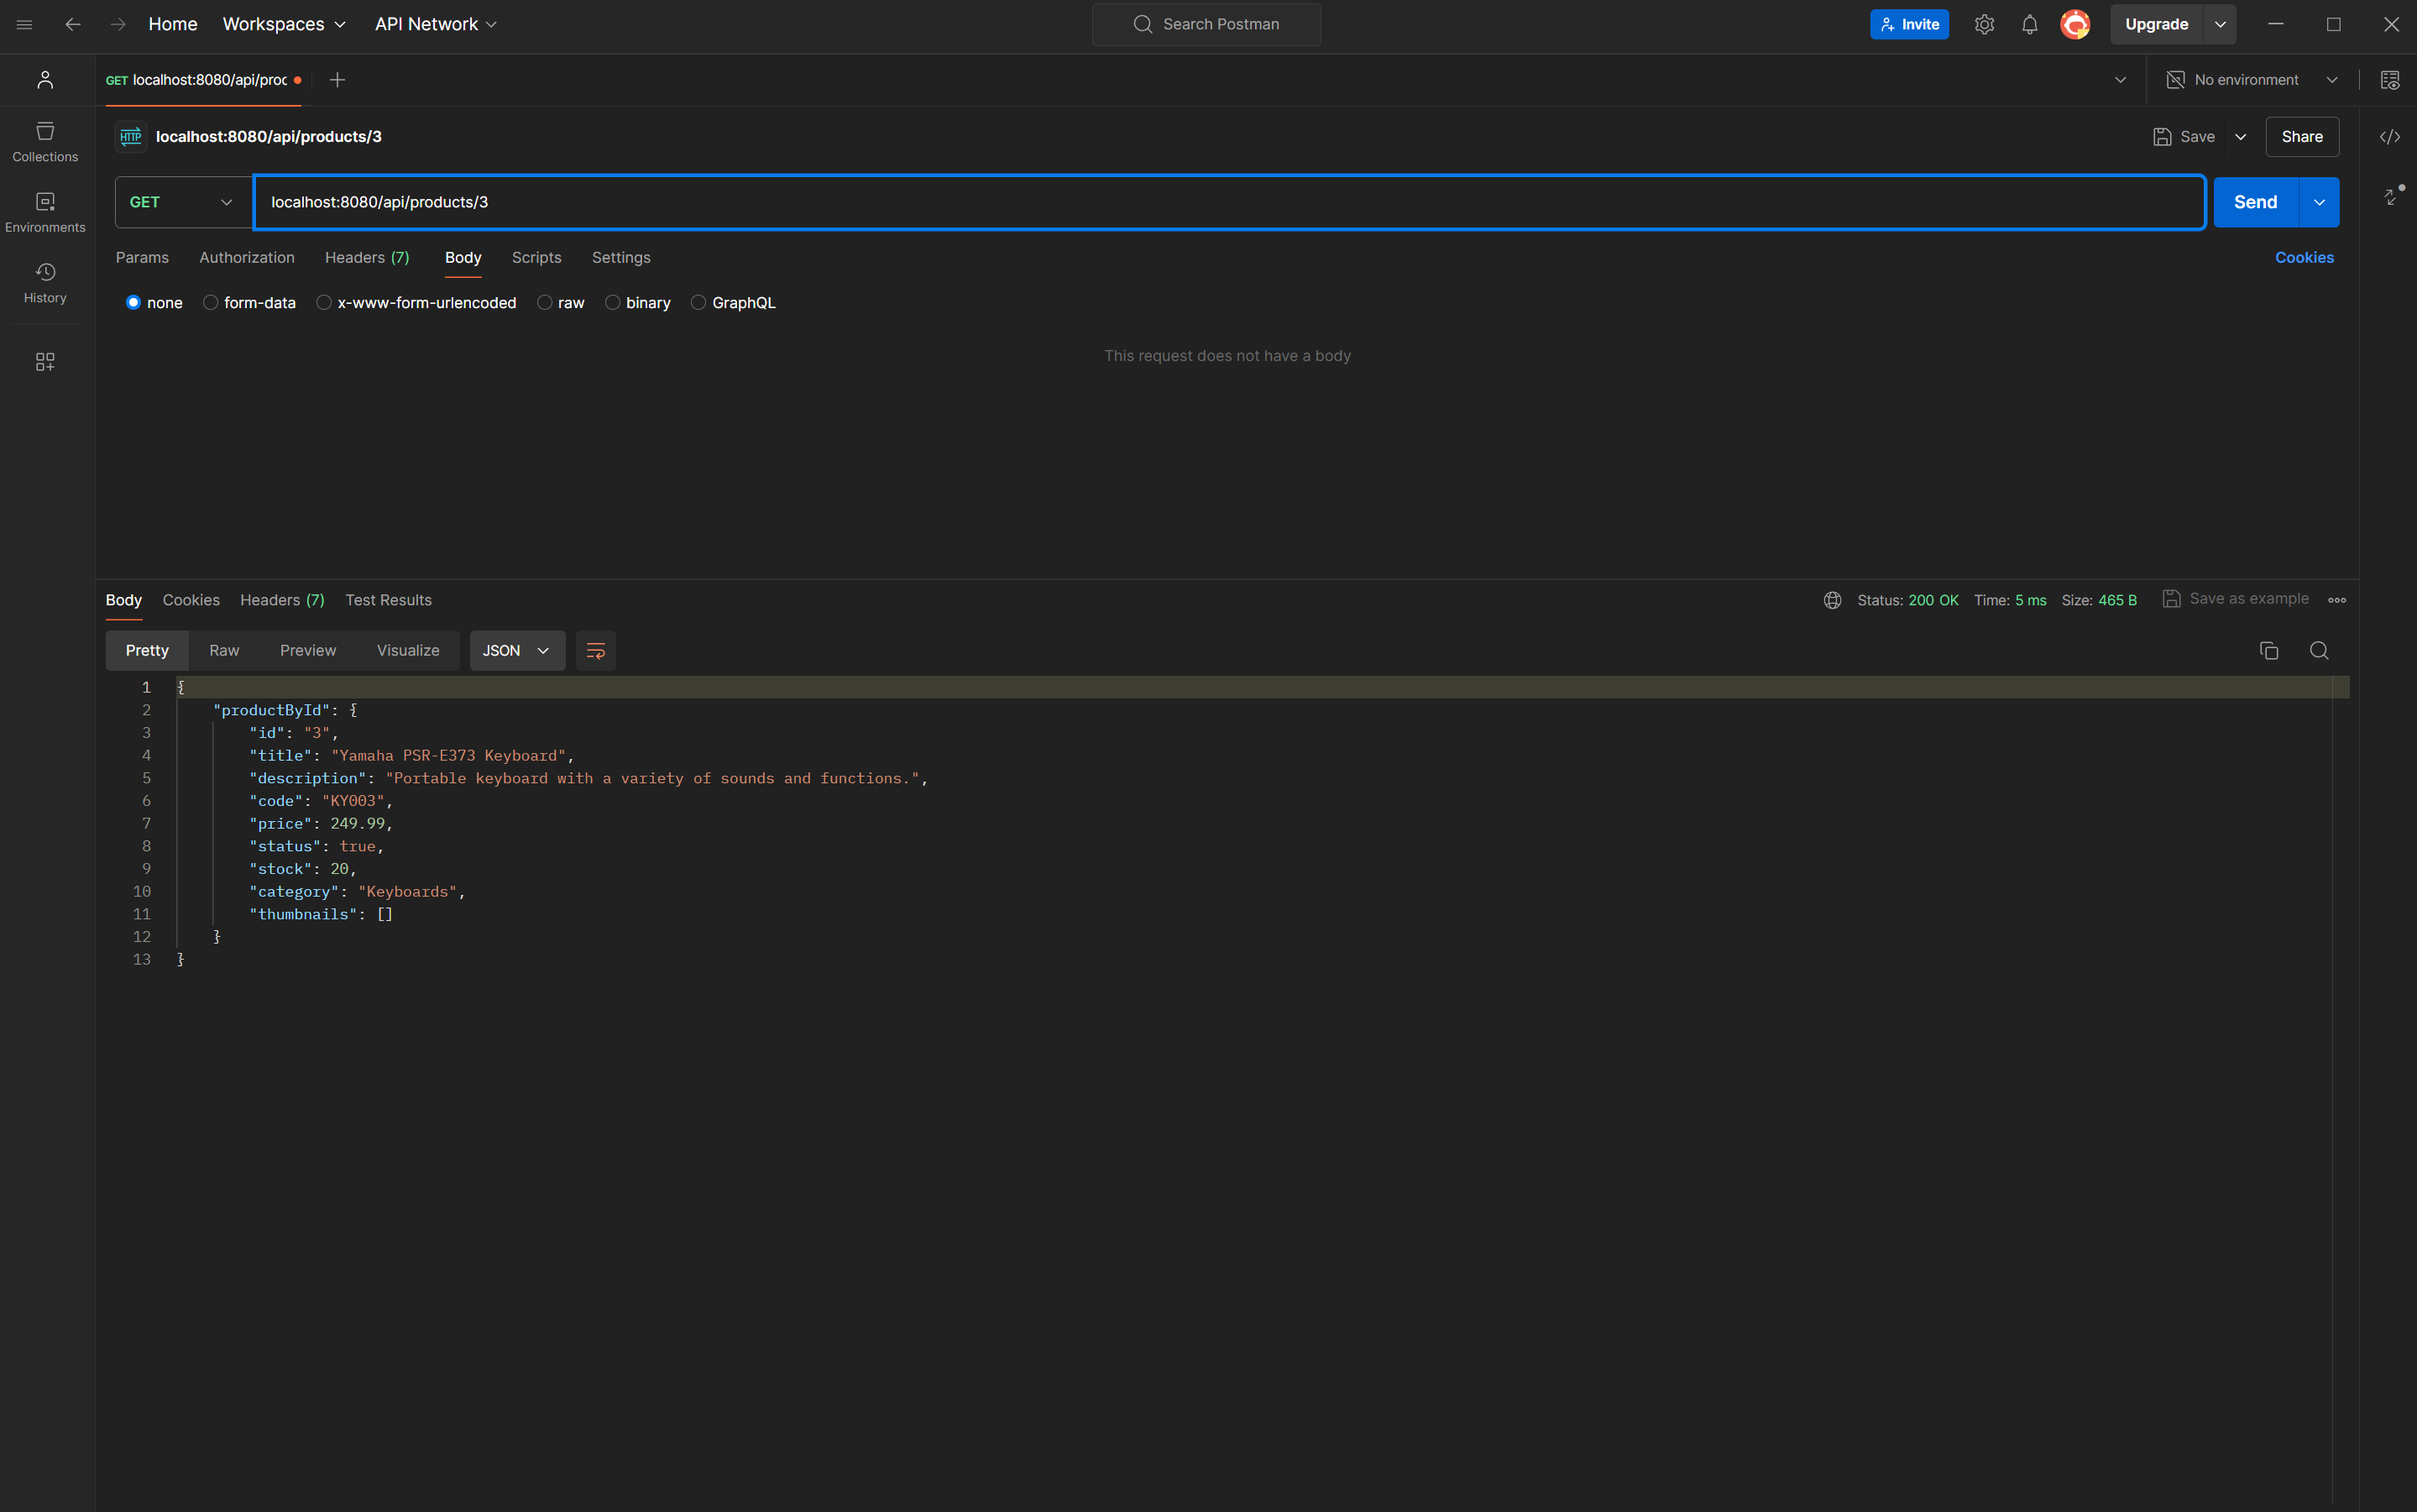 Home Workspaces API Network Search Postman Invite Upgrade
GET localhost:8080/api/proc No environment
HTTP localhost:8080/api/products/3 Save Share
Collections
Environments
History
GET localhost:8080/api/products/3 Send
Params Authorization Headers (7) Body Scripts Settings Cookies
none form-data x-www-form-urlencoded raw binary GraphQL
This request does not have a body
Body Cookies Headers (7) Test Results Status: 200 OK Time: 5 ms Size: 465 B Save as example
Pretty Raw Preview Visualize JSON
1 {
2 "productById": {
3 "id": "3",
4 "title": "Yamaha PSR-E373 Keyboard",
5 "description": "Portable keyboard with a variety of sounds and functions.",
6 "code": "KY003",
7 "price": 249.99,
8 "status": true,
9 "stock": 20,
10 "category": "Keyboards",
11 "thumbnails": []
12 }
13 }